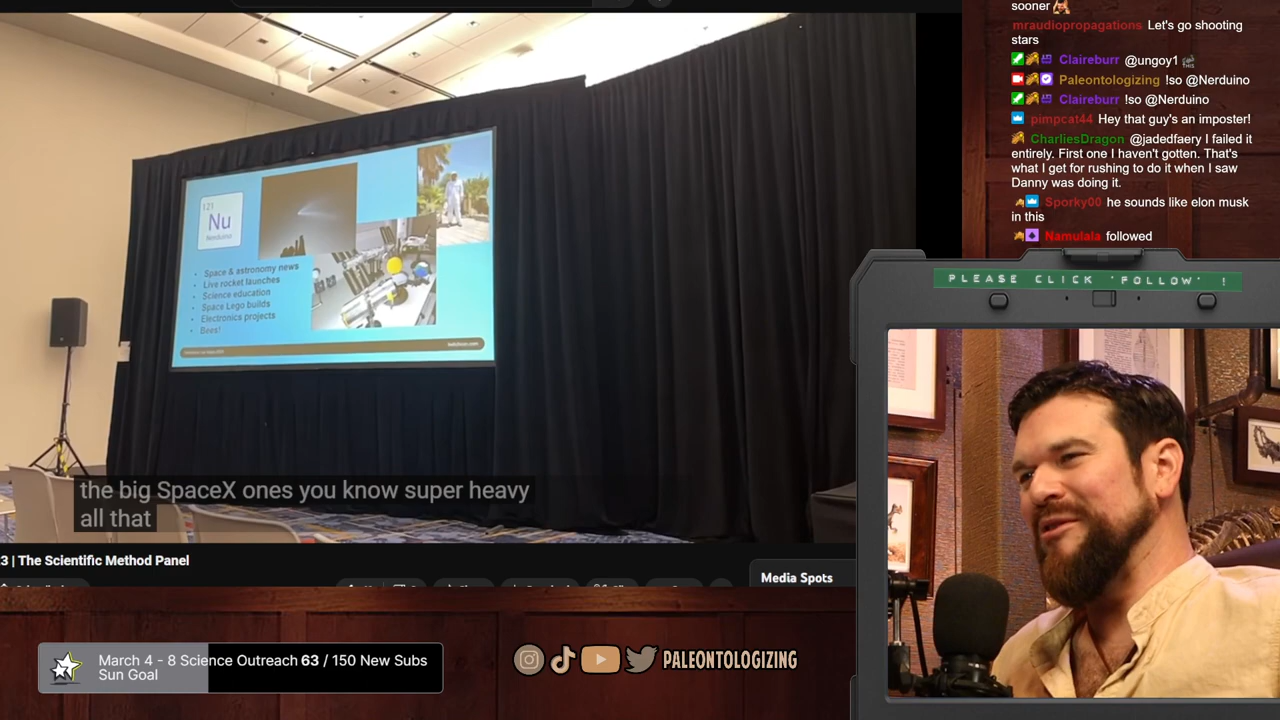 sooner
mraudiopropagations Let's go shooting
stars
Claireburr @ungoy1
Paleontologizing !so @Nerduino
Claireburr !so @Nerduino
pimpcat44 Hey that guy's an imposter!
CharliesDragon @jadedfaery I failed it
entirely. First one I haven't gotten. That's
what I get for rushing to do it when I saw
Danny was doing it.
Sporky00 he sounds like elon musk
in this
Namulala followed
PLEASE CLICK 'FOLLOW' !
123
Nu
Nerduino
• Space & astronomy news
• Live rocket launches
• Science education
• Space Lego builds
• Electronics projects
• Bees!
the big SpaceX ones you know super heavy
all that
3 | The Scientific Method Panel
Media Spots
March 4 - 8 Science Outreach 63 / 150 New Subs
Sun Goal
PALEONTOLOGIZING